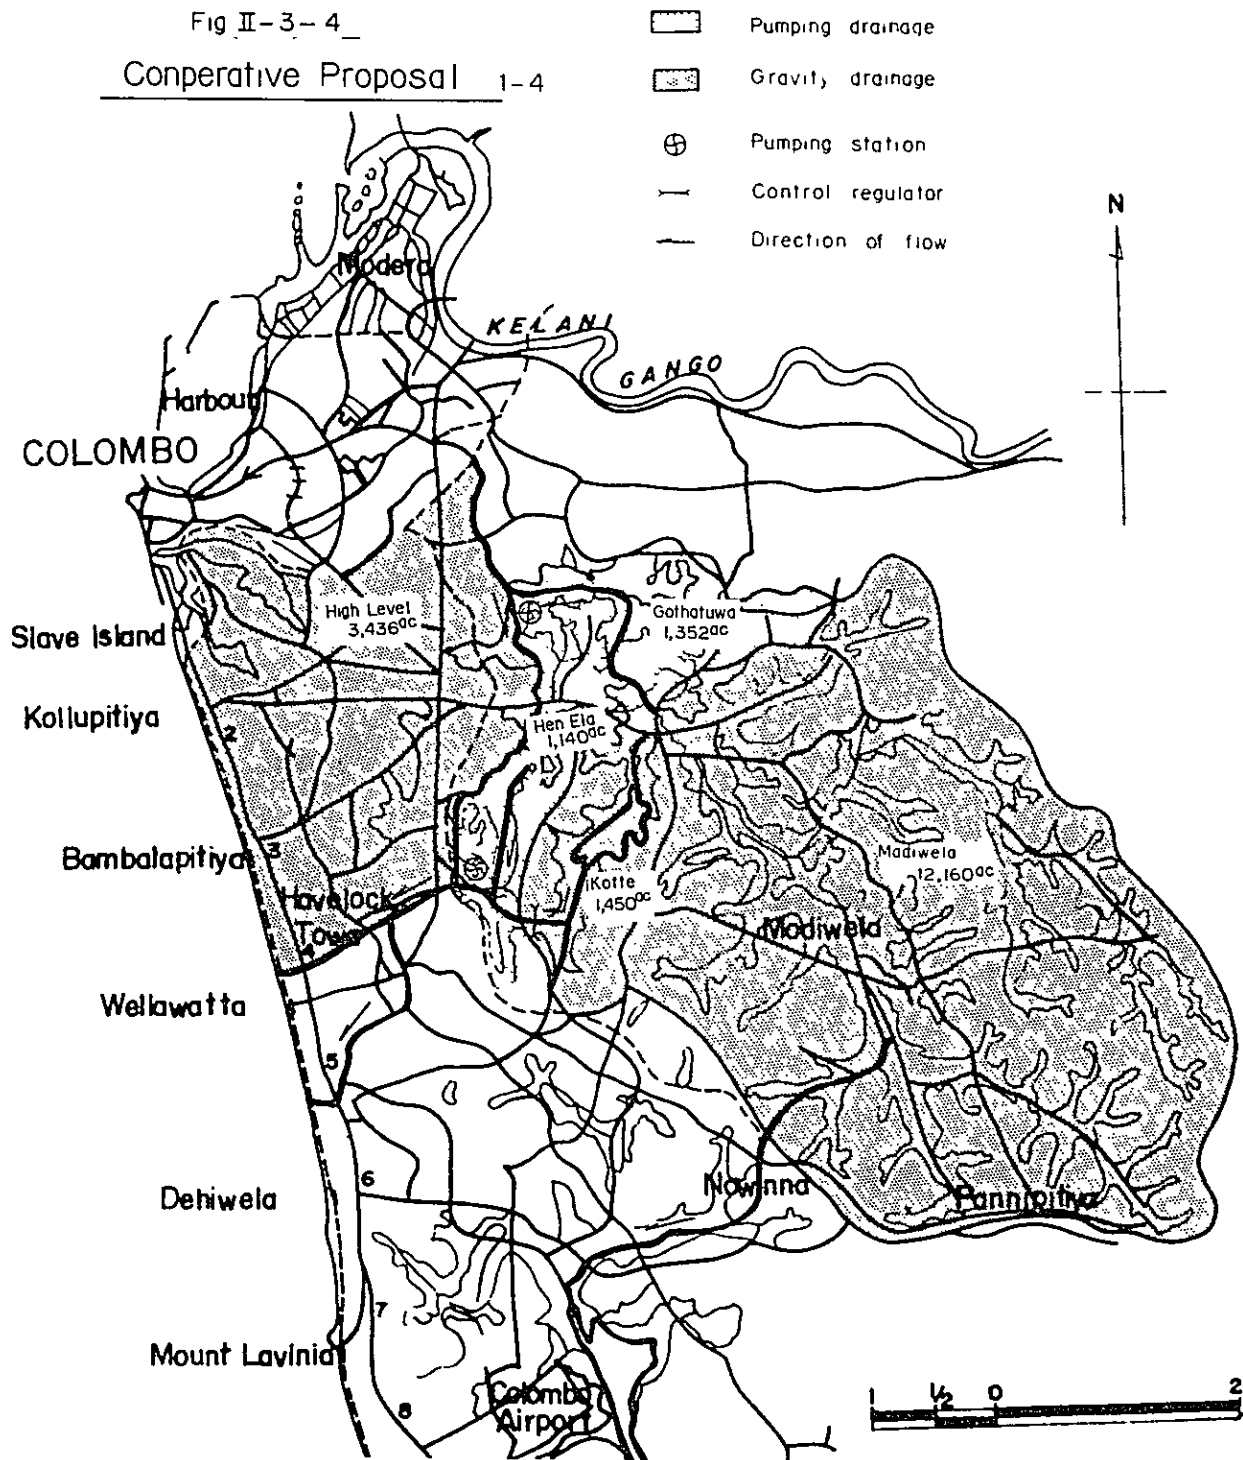 Fig II-3-4
Conperative Proposal 1-4
Pumping drainage
Gravity drainage
Pumping station
Control regulator
Direction of flow
N
Modera
KELANI
GANGO
Harbour
COLOMBO
High Level
3,436ac
Gothatuwa
1,352ac
Slave Island
Kollupitiya
2
Hen Ela
1,140ac
Bambalapitiya
3
Madiwela
12,160ac
Kotte
1,450ac
Havelock
Town
Madiwela
Wellawatta
5
6
Dehiwela
Nawinna
Pannipitiya
7
Mount Lavinia
8
Colombo
Airport
1 1/2 0 2